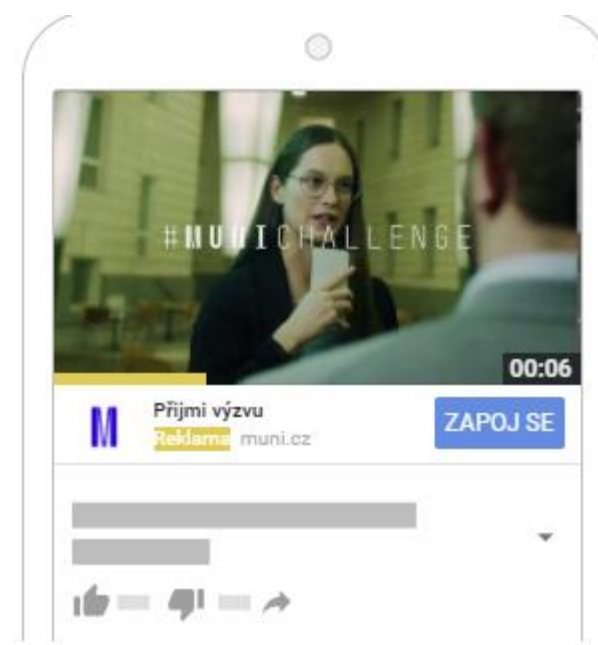 #MUNICHALLENGE
00:06
M
Přijmi výzvu
Reklama muni.cz
ZAPOJ SE